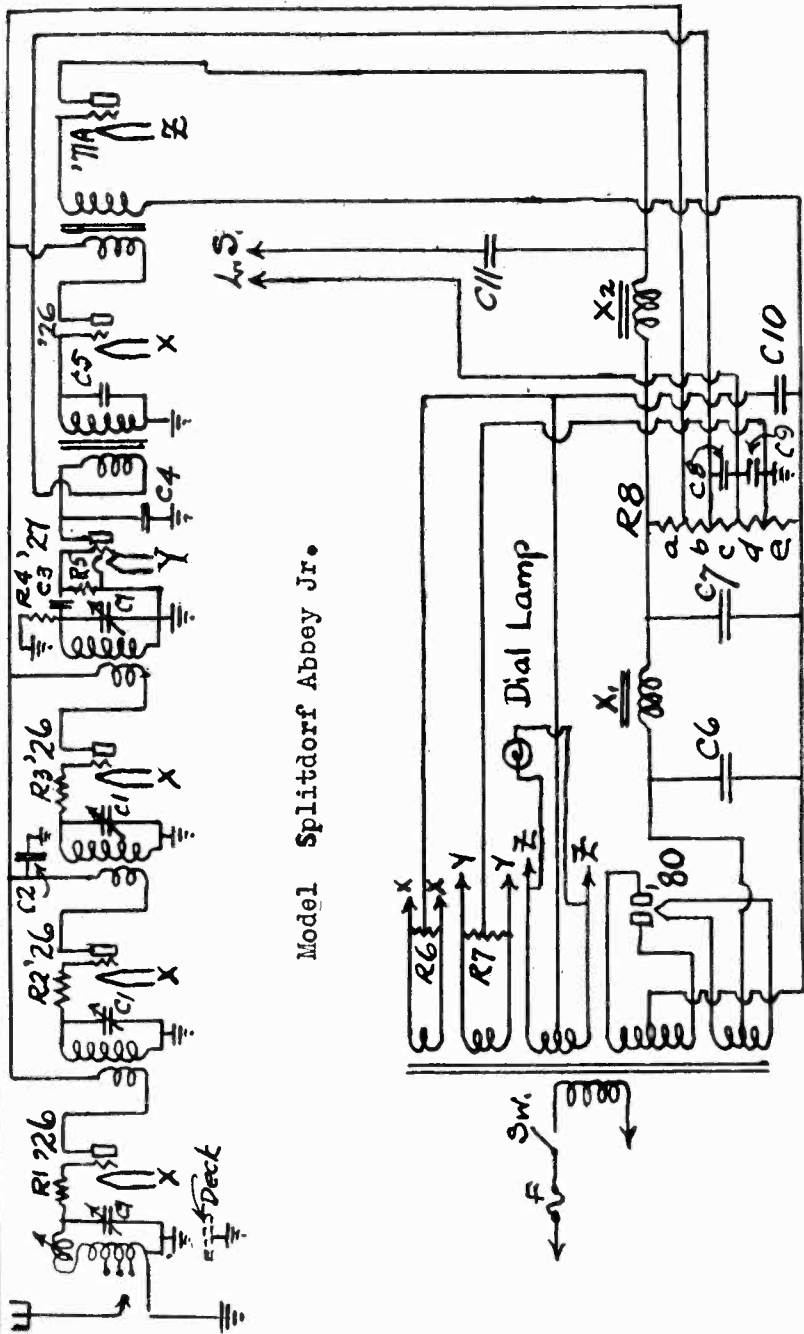 R1 '26
C1
X
Deck
R2 '26
C1
X
C2
R3 '26
C1
X
R4 '27
C3
R5
C1
Y
C4
C5
'26
X
'71A
Z
Model Splitdorf Abbey Jr.
L.
S.
C11
F
Sw.
R6
X
X
R7
Y
Y
Z
Z
Dial Lamp
'80
X1
C6
C7
R8
a
b
c
d
e
C8
C9
X2
C10